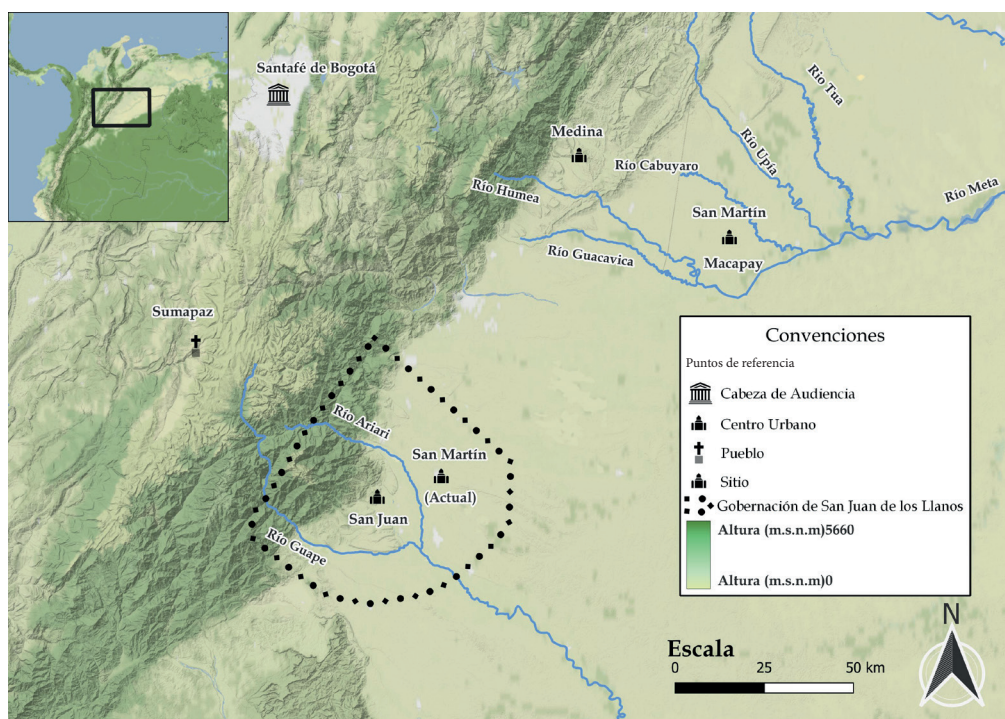 Santafé de Bogotá
Medina
Río Cabuyaro
Río Humea
Río Upía
Rio Tua
Río Meta
San Martín
Macapay
Río Guacavica
Sumapaz
Río Ariari
San Martín
(Actual)
San Juan
Río Guape
Convenciones
Puntos de referencia
Cabeza de Audiencia
Centro Urbano
Pueblo
Sitio
Gobernación de San Juan de los Llanos
Altura (m.s.n.m)5660
Altura (m.s.n.m)0
Escala
0 25 50 km
N